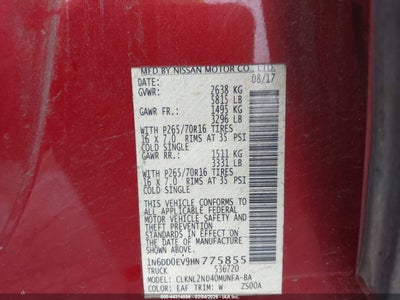 MFD BY NISSAN MOTOR CO., LTD.
DATE: 08/17
GVWR: 2638 KG
5815 LB
GAWR FR.: 1495 KG
3296 LB
WITH P265/70R16 TIRES
16 x 7.0 RIMS AT 35 PSI
COLD SINGLE
GAWR RR.: 1511 KG
3331 LB
WITH P265/70R16 TIRES
16 X 7.0 RIMS AT 35 PSI
COLD SINGLE
THIS VEHICLE CONFORMS TO ALL
APPLICABLE FEDERAL MOTOR VEHICLE
SAFETY AND THEFT PREVENTION
STANDARDS IN EFFECT ON THE DATE
OF MANUFACTURE SHOWN ABOVE.
1N6DD0EV9HN775855
TRUCK 536720
MODEL: CLKNL2ND40MUNFA-BA
COLOR: EAF TRIM: W ZS00A